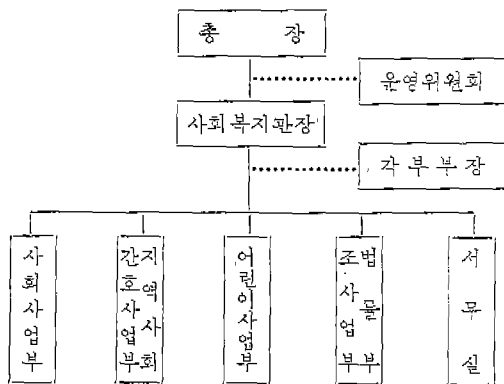 총 장
운영위원회
사회복지관장
각부부장
사회사업부
지역사회
간호사업부
어린이사업부
법률부
조사업부
서무실